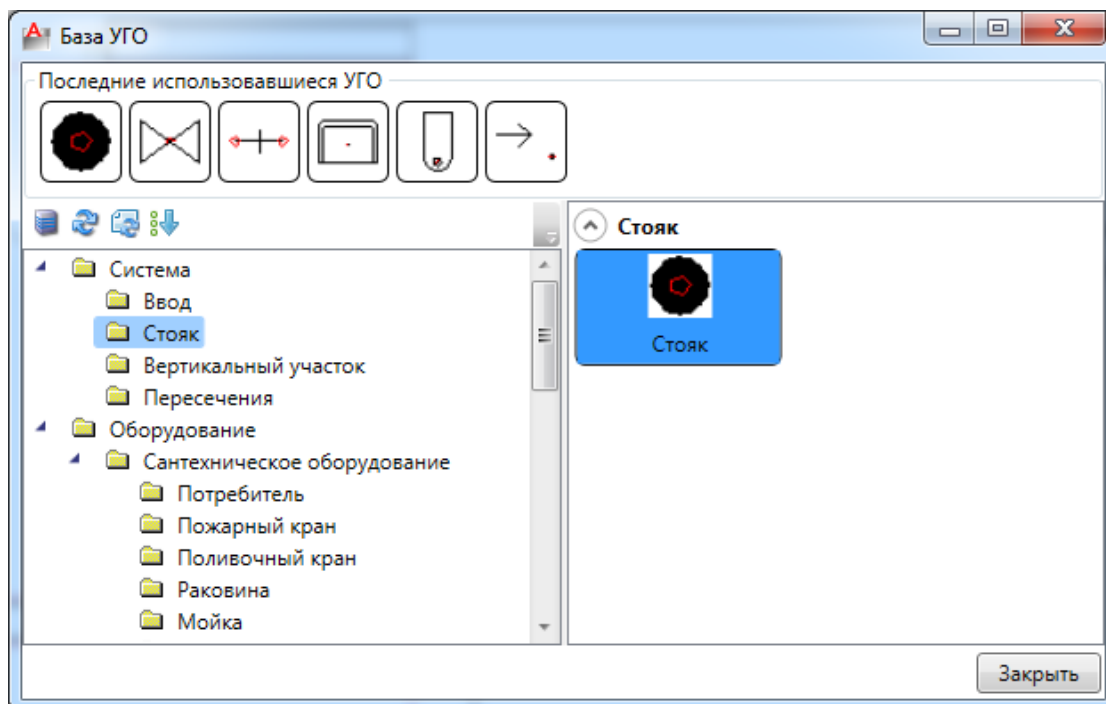 База УГО
Последние использовавшиеся УГО
Система
Ввод
Стояк
Вертикальный участок
Пересечения
Оборудование
Сантехническое оборудование
Потребитель
Пожарный кран
Поливочный кран
Раковина
Мойка
Стояк
Стояк
Закрыть